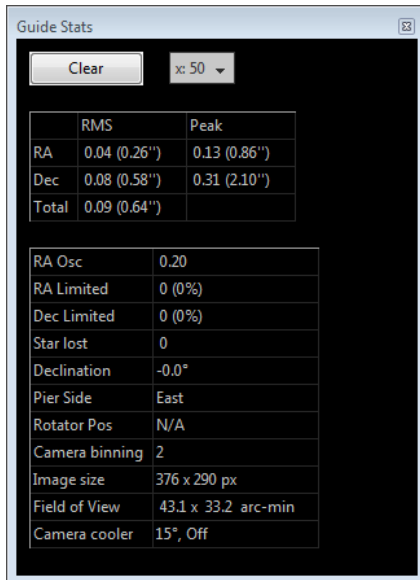 Guide Stats
Clear
x: 50
RMS Peak
RA 0.04 (0.26'') 0.13 (0.86'')
Dec 0.08 (0.58'') 0.31 (2.10'')
Total 0.09 (0.64'')
RA Osc 0.20
RA Limited 0 (0%)
Dec Limited 0 (0%)
Star lost 0
Declination -0.0°
Pier Side East
Rotator Pos N/A
Camera binning 2
Image size 376 x 290 px
Field of View 43.1 x 33.2 arc-min
Camera cooler 15°, Off